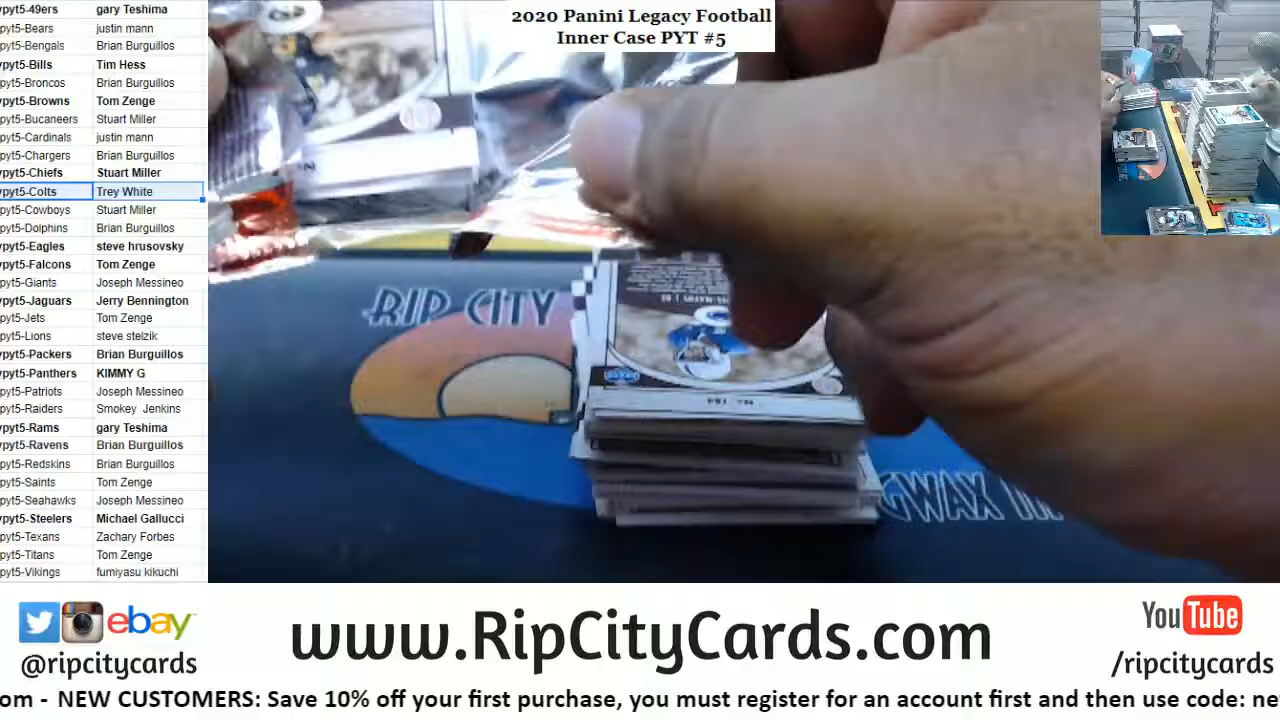 2020 Panini Legacy Football
Inner Case PYT #5
pyt5-49ers gary Teshima
pyt5-Bears justin mann
pyt5-Bengals Brian Burguillos
pyt5-Bills Tim Hess
pyt5-Broncos Brian Burguillos
pyt5-Browns Tom Zenge
pyt5-Bucaneers Stuart Miller
pyt5-Cardinals justin mann
pyt5-Chargers Brian Burguillos
pyt5-Chiefs Stuart Miller
pyt5-Colts Trey White
pyt5-Cowboys Stuart Miller
pyt5-Dolphins Brian Burguillos
pyt5-Eagles steve hrusovsky
pyt5-Falcons Tom Zenge
pyt5-Giants Joseph Messineo
pyt5-Jaguars Jerry Bennington
pyt5-Jets Tom Zenge
pyt5-Lions steve stelzik
pyt5-Packers Brian Burguillos
pyt5-Panthers KIMMY G
pyt5-Patriots Joseph Messineo
pyt5-Raiders Smokey Jenkins
pyt5-Rams gary Teshima
pyt5-Ravens Brian Burguillos
pyt5-Redskins Brian Burguillos
pyt5-Saints Tom Zenge
pyt5-Seahawks Joseph Messineo
pyt5-Steelers Michael Gallucci
pyt5-Texans Zachary Forbes
pyt5-Titans Tom Zenge
pyt5-Vikings fumiyasu kikuchi
RIP CITY
GWAX
ebay
@ripcitycards
www.RipCityCards.com
YouTube
/ripcitycards
om - NEW CUSTOMERS: Save 10% off your first purchase, you must register for an account first and then use code: ne